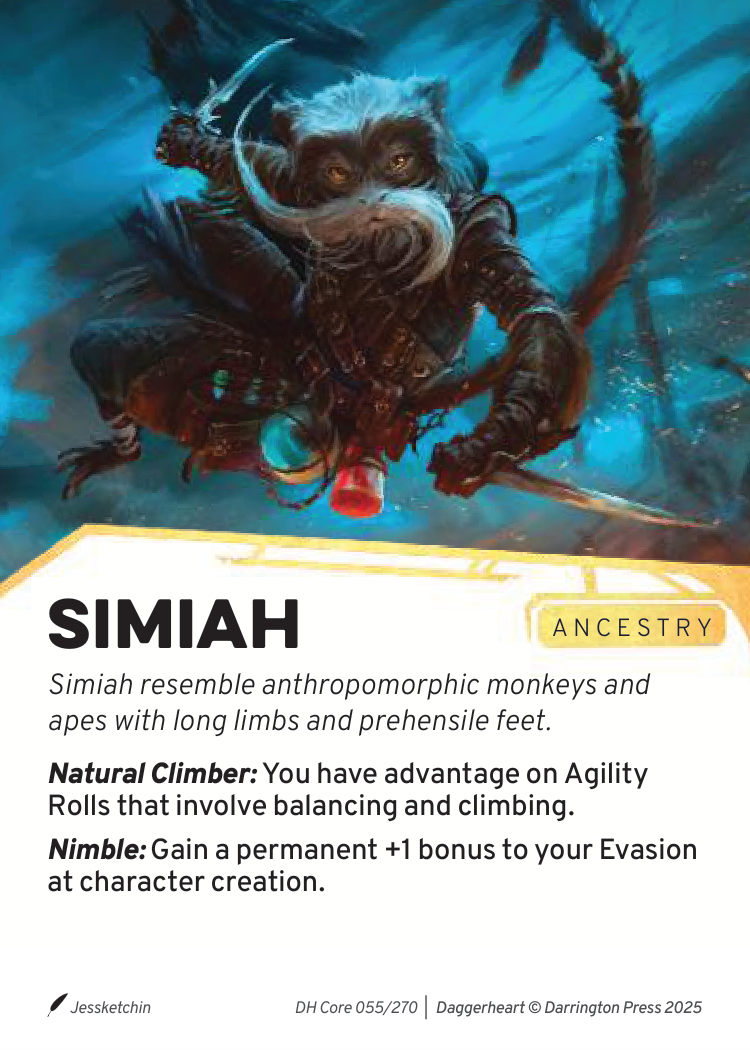 SIMIAH
ANCESTRY
Simiah resemble anthropomorphic monkeys and
apes with long limbs and prehensile feet.
Natural Climber: You have advantage on Agility
Rolls that involve balancing and climbing.
Nimble: Gain a permanent +1 bonus to your Evasion
at character creation.
Jessketchin
DH Core 055/270 | Daggerheart © Darrington Press 2025